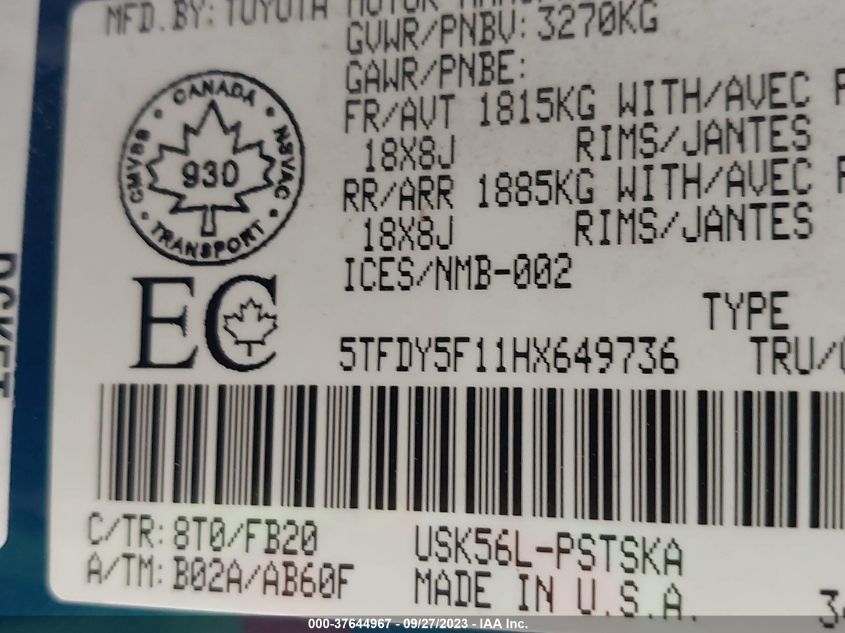 MFD. BY: TOYOTA MOTOR
GVWR/PNBV: 3270KG
GAWR/PNBE:
FR/AVT 1815KG WITH/AVEC
18X8J RIMS/JANTES
RR/ARR 1885KG WITH/AVEC
18X8J RIMS/JANTES
CANADA
CMVSS NSVAC
930
TRANSPORT
ICES/NMB-002
EC
TYPE
5TFDY5F11HX649736 TRU/
C/TR: 8T0/FB20 USK56L-PSTSKA
A/TM: B02A/AB60F MADE IN U.S.A.
000-37644967 - 09/27/2023 - IAA Inc.